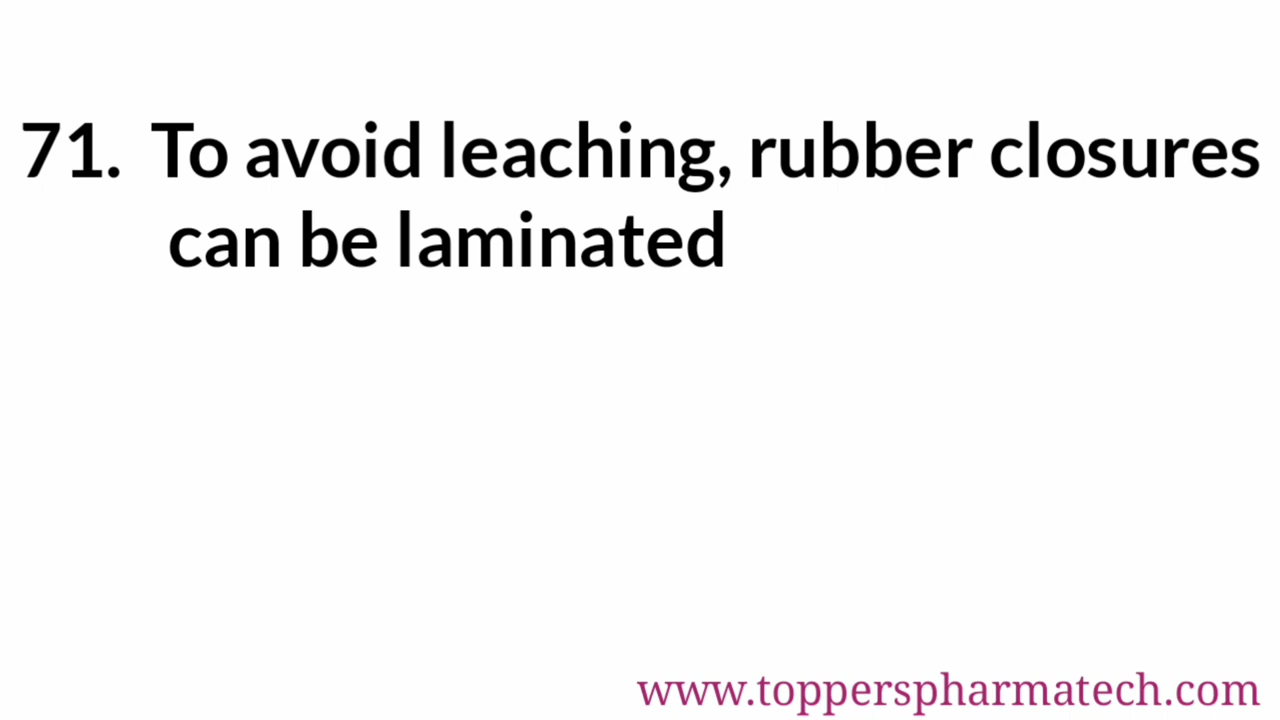 71. To avoid leaching, rubber closures
can be laminated
www.topperspharmatech.com